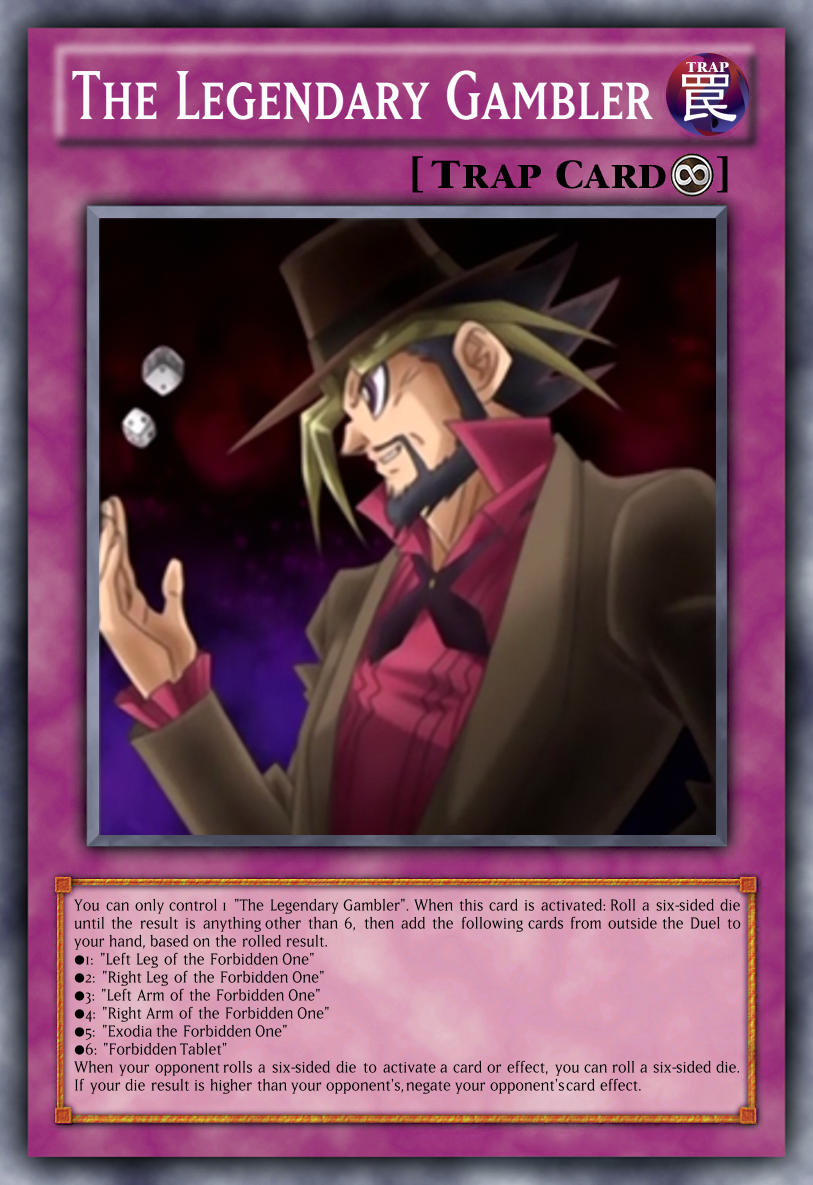 The Legendary Gambler
TRAP
罠
[Trap Card∞]
You can only control 1 "The Legendary Gambler". When this card is activated: Roll a six-sided die
until the result is anything other than 6, then add the following cards from outside the Duel to
your hand, based on the rolled result.
●1: "Left Leg of the Forbidden One"
●2: "Right Leg of the Forbidden One"
●3: "Left Arm of the Forbidden One"
●4: "Right Arm of the Forbidden One"
●5: "Exodia the Forbidden One"
●6: "Forbidden Tablet"
When your opponent rolls a six-sided die to activate a card or effect, you can roll a six-sided die.
If your die result is higher than your opponent's, negate your opponent's card effect.